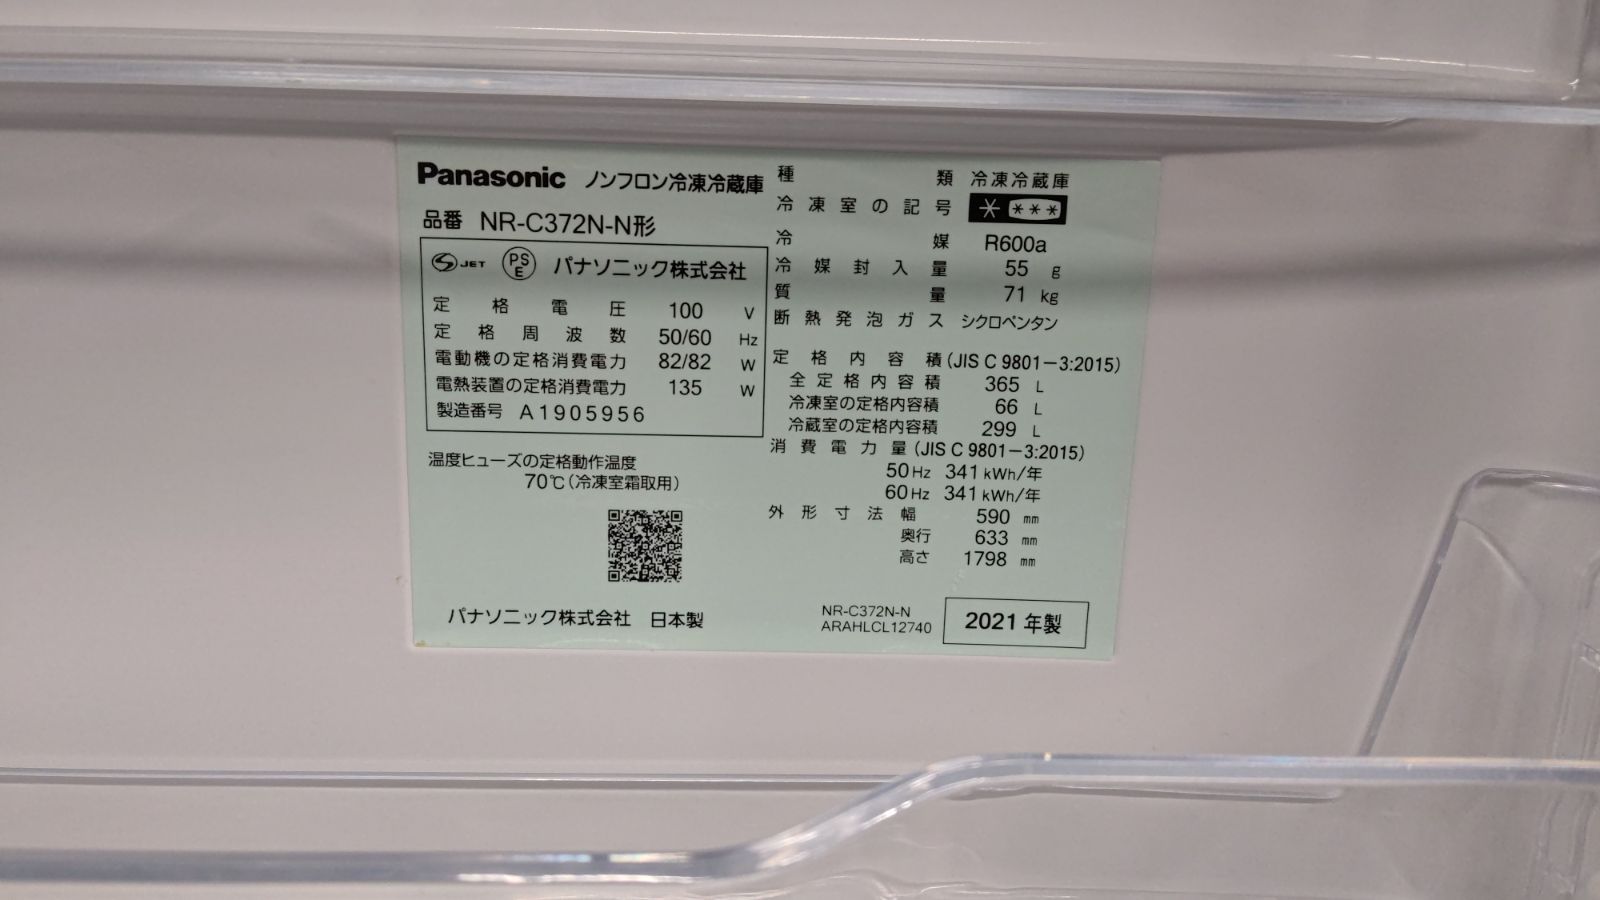 Panasonic ノンフロン冷凍冷蔵庫
品番 NR-C372N-N形
S JET PSE パナソニック株式会社
定格電圧 100 V
定格周波数 50/60 Hz
電動機の定格消費電力 82/82 W
電熱装置の定格消費電力 135 W
製造番号 A1905956
温度ヒューズの定格動作温度
70℃(冷凍室霜取用)
パナソニック株式会社 日本製
種類 冷凍冷蔵庫
冷凍室の記号 * ***
冷媒 R600a
冷媒封入量 55 g
質量 71 kg
断熱発泡ガス シクロペンタン
定格内容積(JIS C 9801-3:2015)
全定格内容積 365 L
冷凍室の定格内容積 66 L
冷蔵室の定格内容積 299 L
消費電力量(JIS C 9801-3:2015)
50Hz 341 kWh/年
60Hz 341 kWh/年
外形寸法 幅 590 mm
奥行 633 mm
高さ 1798 mm
NR-C372N-N
ARAHLCL12740
2021年製